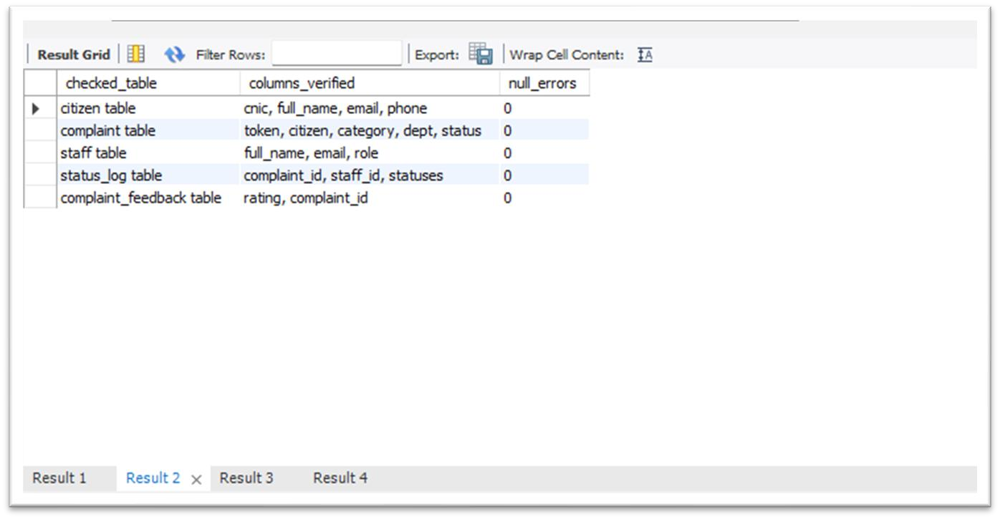 Result Grid Filter Rows: Export: Wrap Cell Content: IA
checked_table columns_verified null_errors
citizen table cnic, full_name, email, phone 0
complaint table token, citizen, category, dept, status 0
staff table full_name, email, role 0
status_log table complaint_id, staff_id, statuses 0
complaint_feedback table rating, complaint_id 0
Result 1 Result 2 × Result 3 Result 4